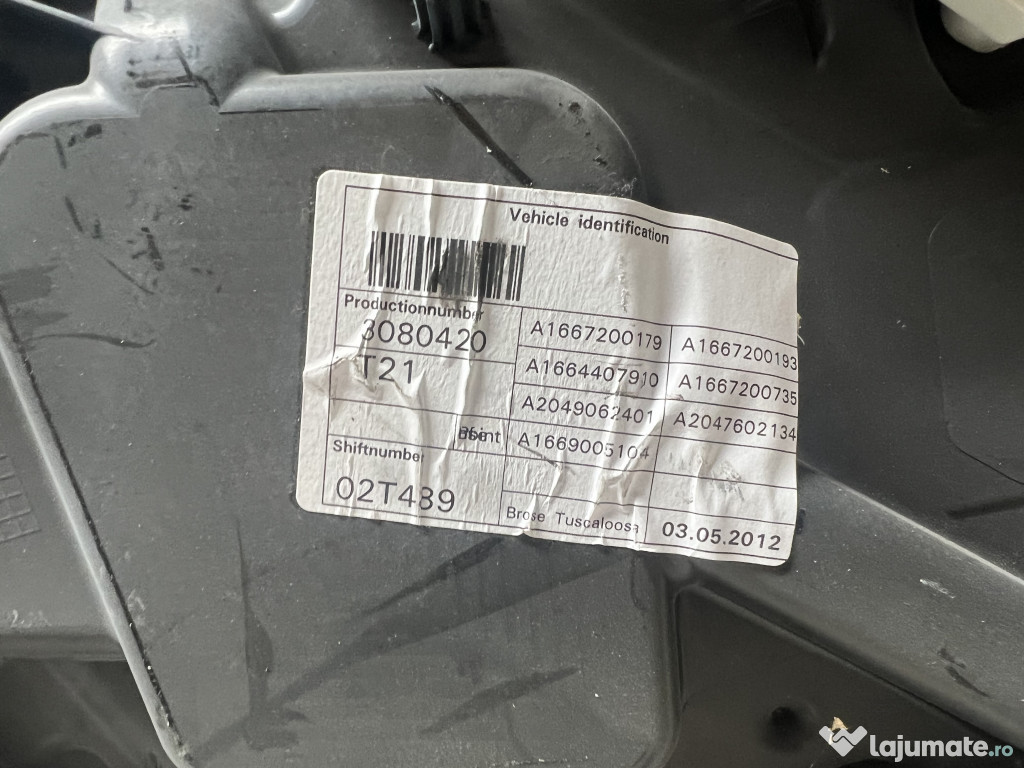 Vehicle identification
Productionnumber
3080420
A1667200179 A1667200193
T21
A1664407910 A1667200735
A2049062401 A2047602134
A1669005104
Shiftnumber
02T489
Brose Tuscaloosa 03.05.2012
lajumate.ro